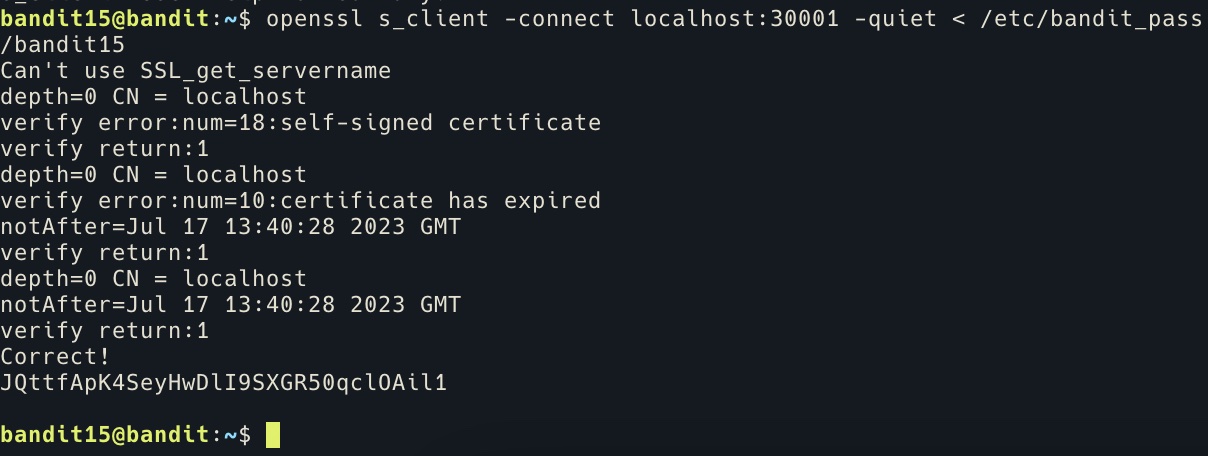 bandit15@bandit:~$ openssl s_client -connect localhost:30001 -quiet < /etc/bandit_pass
/bandit15
Can't use SSL_get_servername
depth=0 CN = localhost
verify error:num=18:self-signed certificate
verify return:1
depth=0 CN = localhost
verify error:num=10:certificate has expired
notAfter=Jul 17 13:40:28 2023 GMT
verify return:1
depth=0 CN = localhost
notAfter=Jul 17 13:40:28 2023 GMT
verify return:1
Correct!
JQttfApK4SeyHwDlI9SXGR50qclOAil1
bandit15@bandit:~$